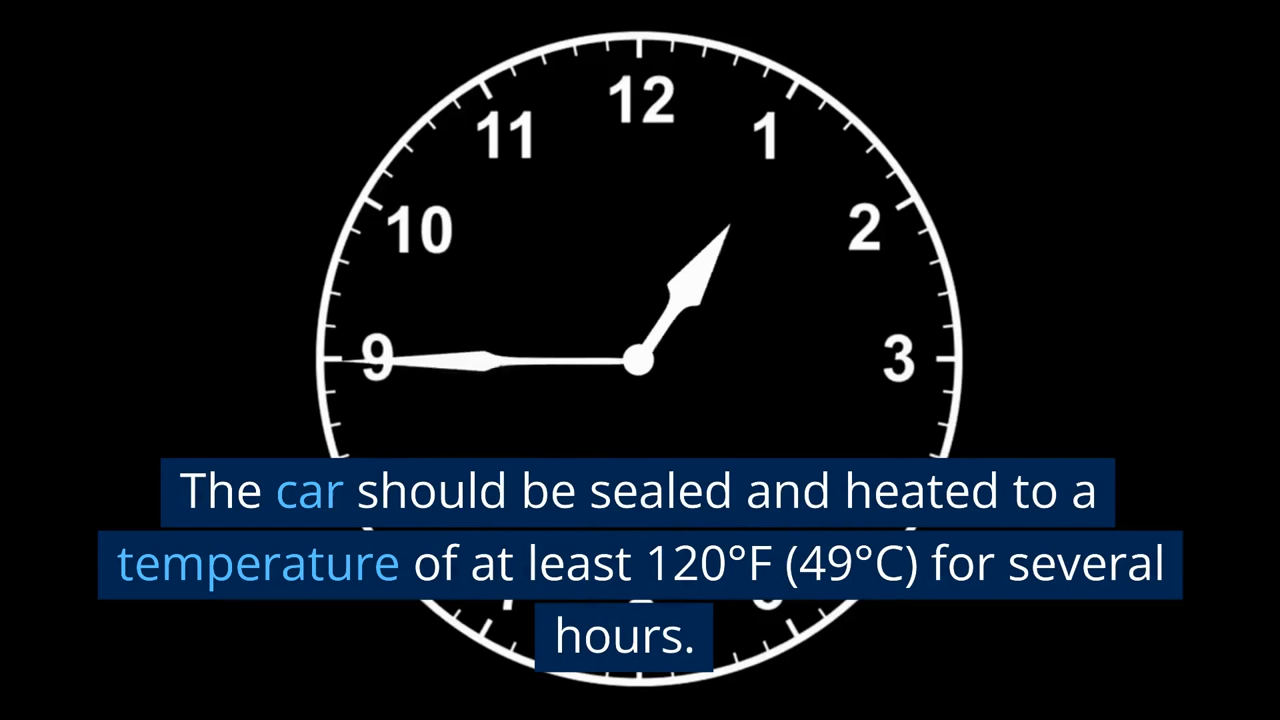 12
11
1
10
2
9
3
The car should be sealed and heated to a
temperature of at least 120°F (49°C) for several
hours.